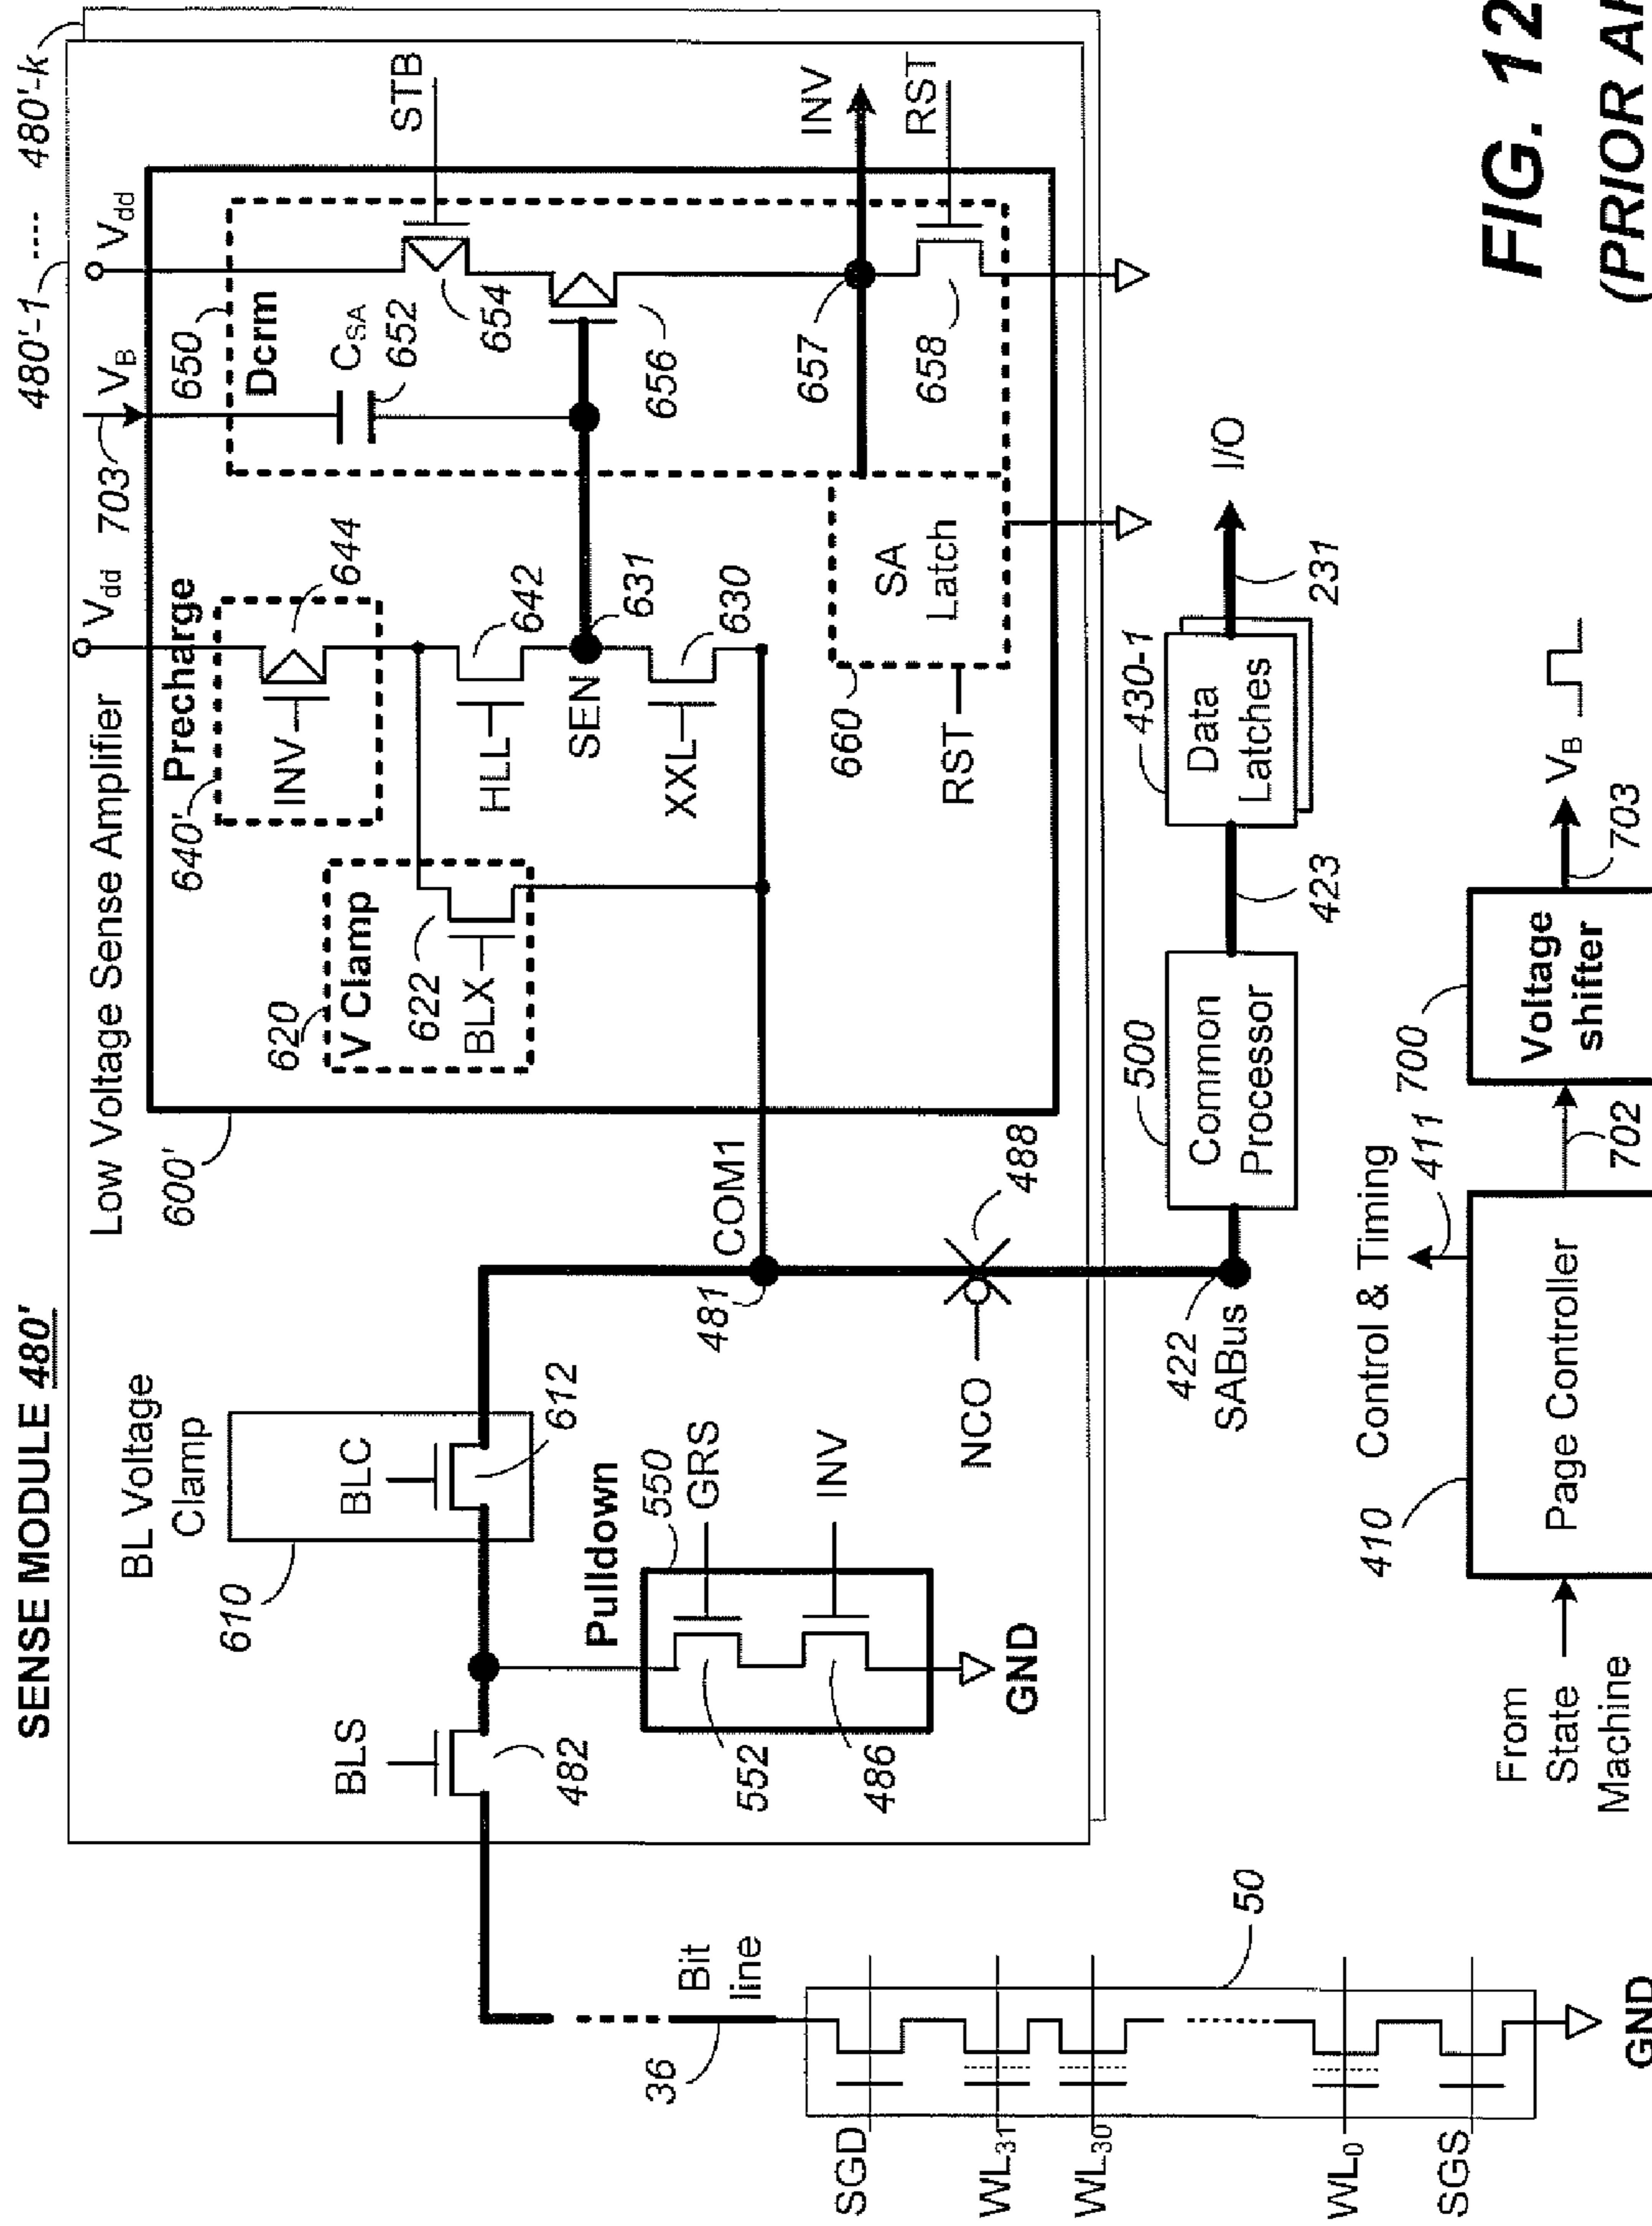 SENSE MODULE 480'
480'-1 ---- 480'-k
Low Voltage Sense Amplifier
600'
BL Voltage
Clamp
610
BLC
612
BLS
482
Pulldown
550
GRS
INV
552
486
GND
COM1
481
488
NCO
422
SABus
Vdd
703
VB
Vdd
640'
Precharge
INV
644
620
V Clamp
622
BLX
HLL
642
SEN
631
XXL
630
650
Dcrm
CSA
652
654
656
STB
657
INV
658
RST
660
SA
Latch
RST
500
Common
Processor
423
430-1
Data
Latches
231
I/O
36
Bit
line
50
SGD
WL31
WL30
WL0
SGS
GND
From
State
Machine
410
Page Controller
Control & Timing
411
702
700
Voltage
shifter
703
VB
FIG. 12
(PRIOR